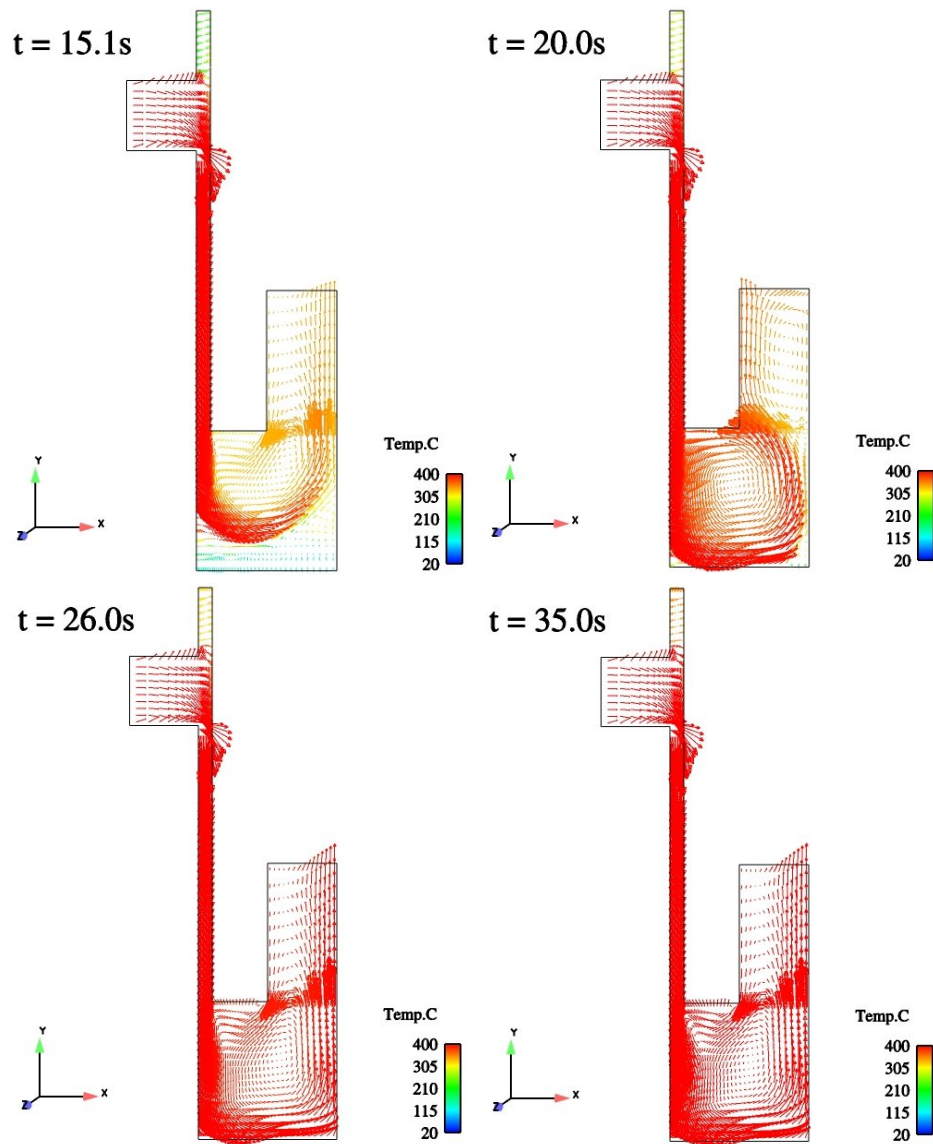 t = 15.1s
Temp.C
400
305
210
115
20
Y
X
Z
t = 20.0s
Temp.C
400
305
210
115
20
Y
X
Z
t = 26.0s
Temp.C
400
305
210
115
20
Y
X
Z
t = 35.0s
Temp.C
400
305
210
115
20
Y
X
Z